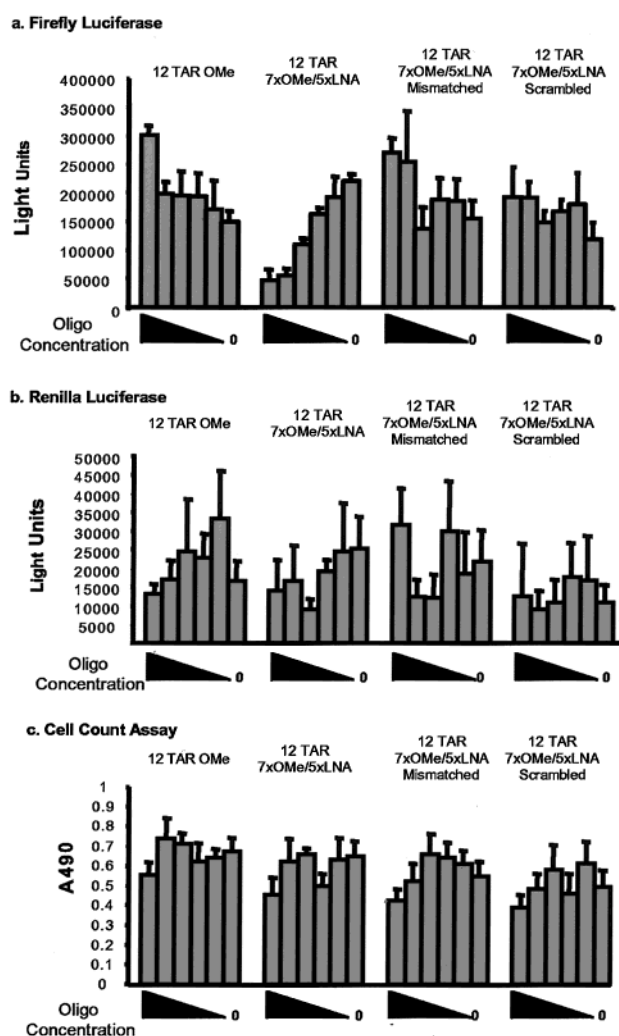 a. Firefly Luciferase
12 TAR OMe
12 TAR
7xOMe/5xLNA
12 TAR
7xOMe/5xLNA
Mismatched
12 TAR
7xOMe/5xLNA
Scrambled
Light Units
400000
350000
300000
250000
200000
150000
100000
50000
0
Oligo
Concentration
0
0
0
0
b. Renilla Luciferase
12 TAR OMe
12 TAR
7xOMe/5xLNA
12 TAR
7xOMe/5xLNA
Mismatched
12 TAR
7xOMe/5xLNA
Scrambled
Light Units
50000
45000
40000
35000
30000
25000
20000
15000
10000
5000
Oligo
Concentration
0
0
0
0
c. Cell Count Assay
12 TAR OMe
12 TAR
7xOMe/5xLNA
12 TAR
7xOMe/5xLNA
Mismatched
12 TAR
7xOMe/5xLNA
Scrambled
A490
1
0.9
0.8
0.7
0.6
0.5
0.4
0.3
0.2
0.1
0
Oligo
Concentration
0
0
0
0